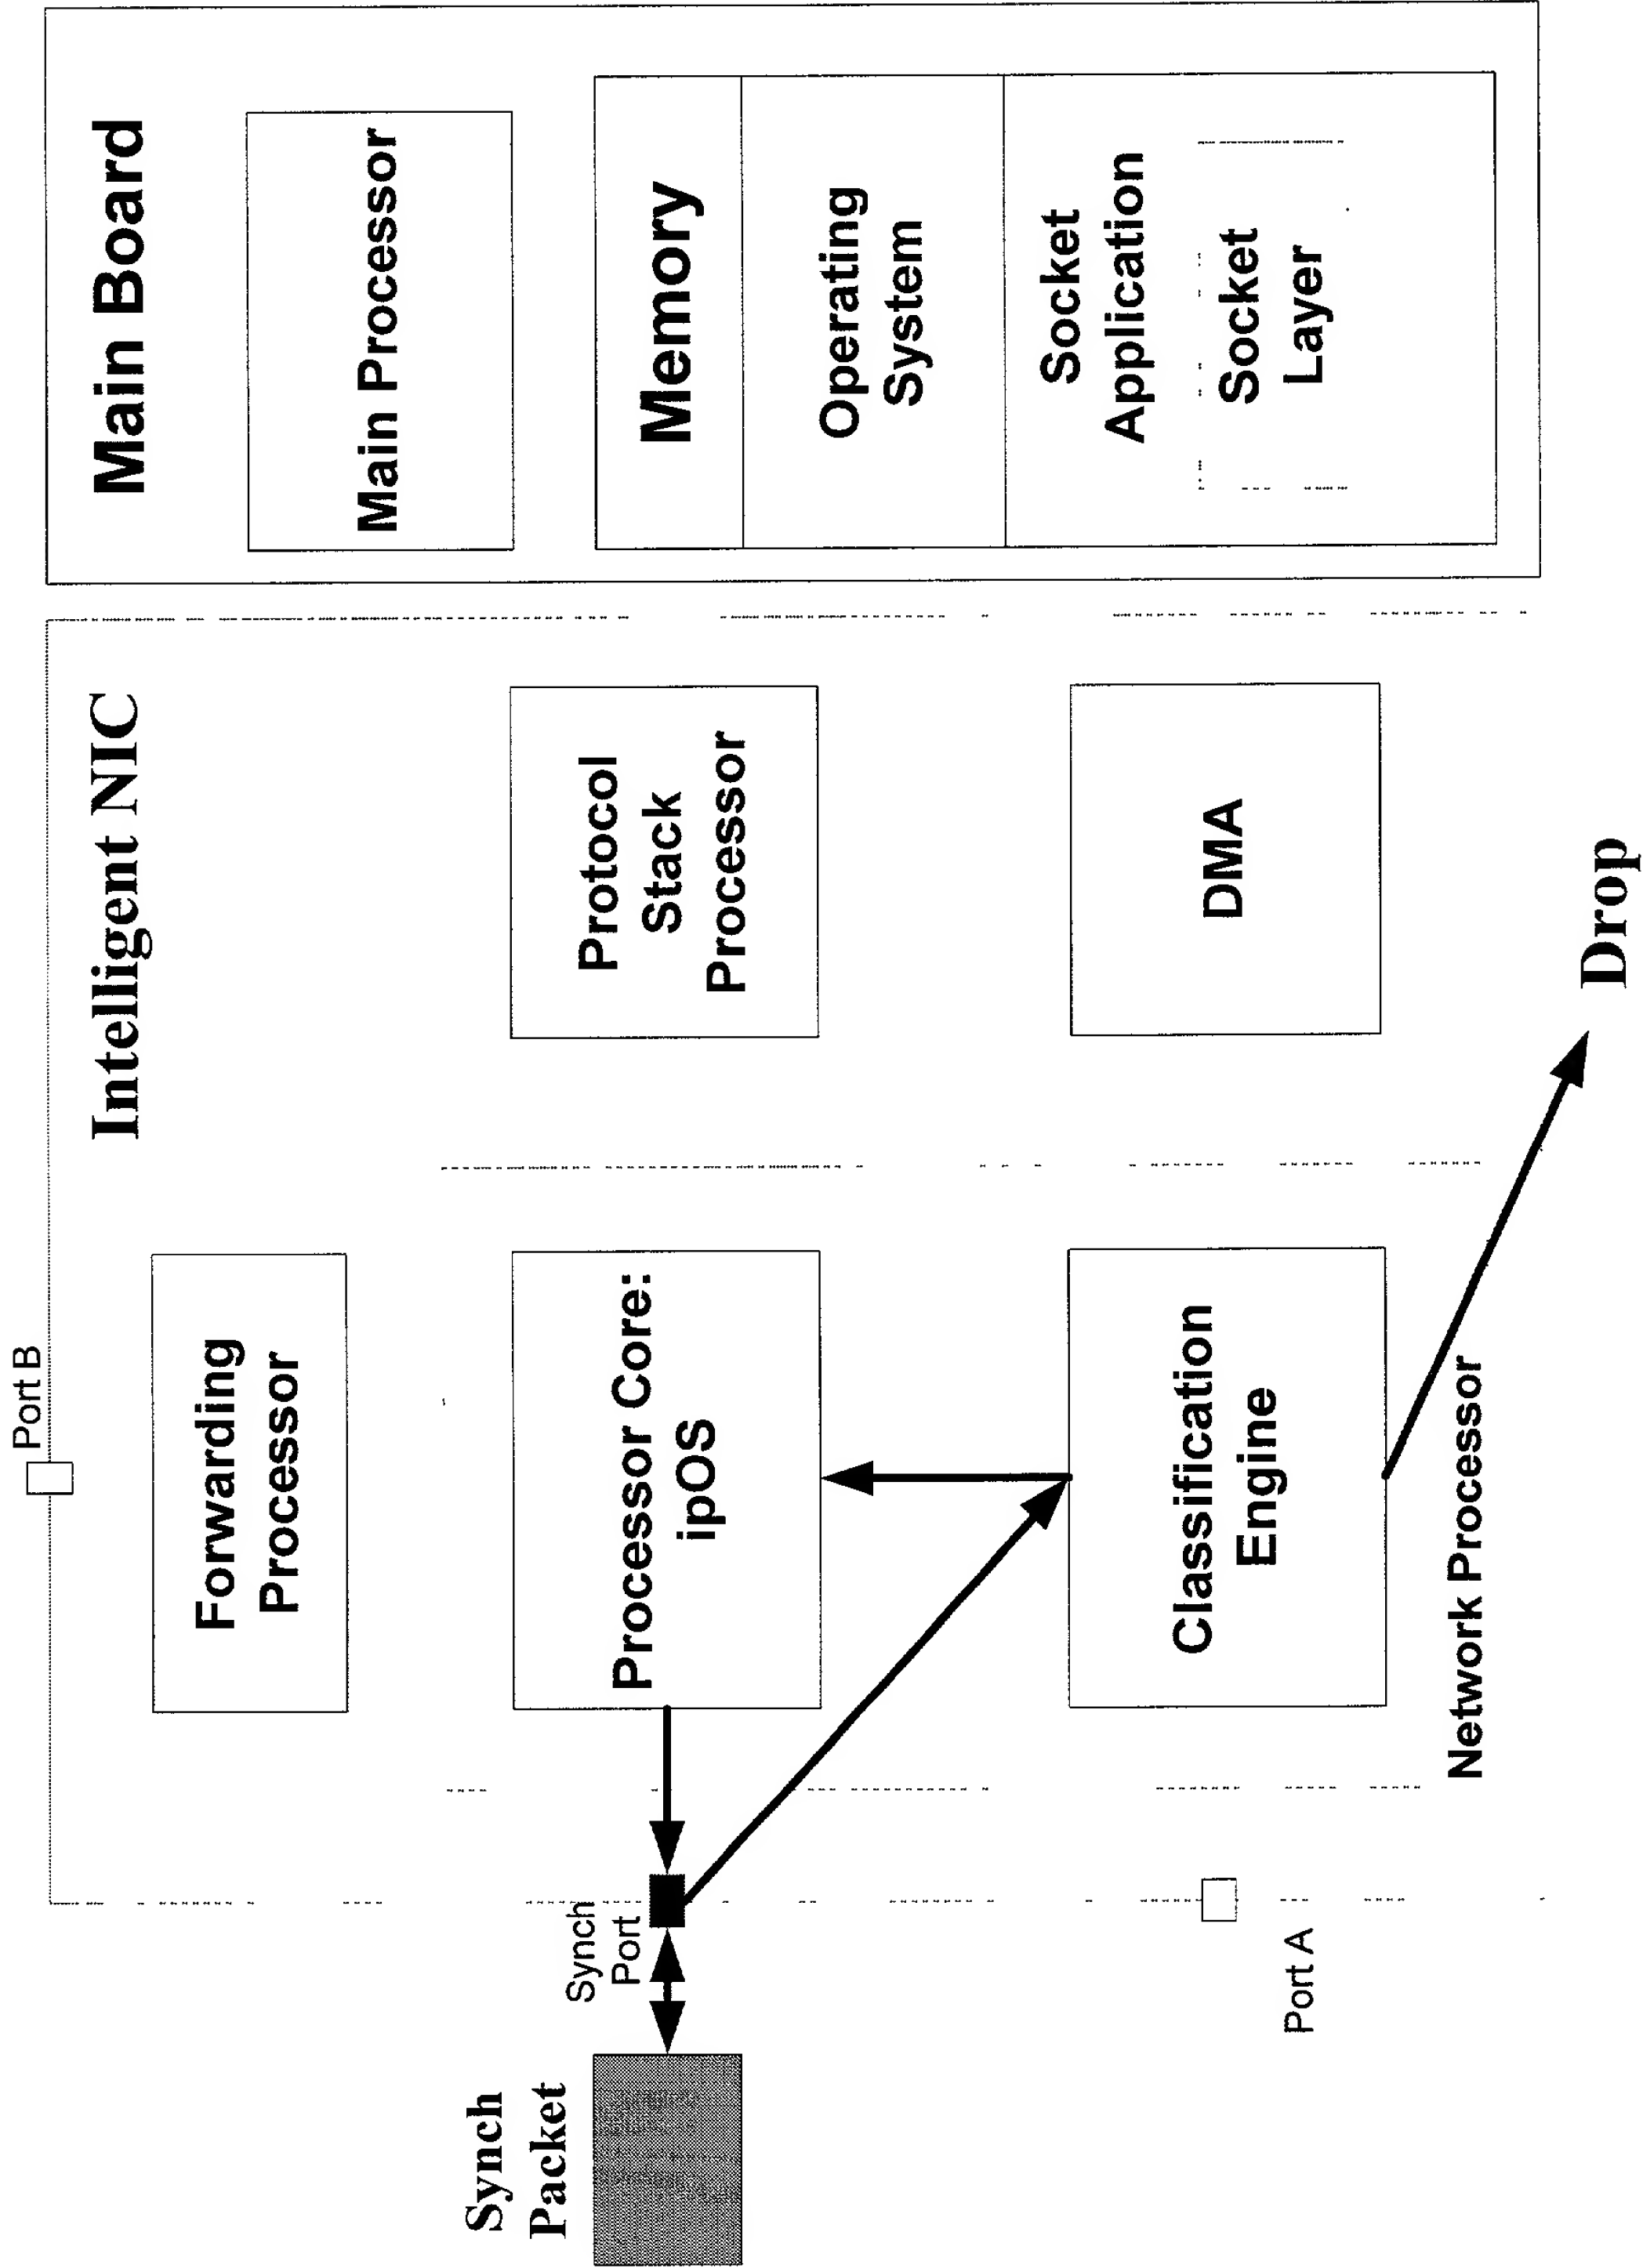 Main Board
Main Processor
Memory
Operating
System
Socket
Application
Socket
Layer
Intelligent NIC
Protocol
Stack
Processor
DMA
Port B
Forwarding
Processor
Processor Core:
ipOS
Classification
Engine
Network Processor
Drop
Synch
Port
Port A
Synch
Packet